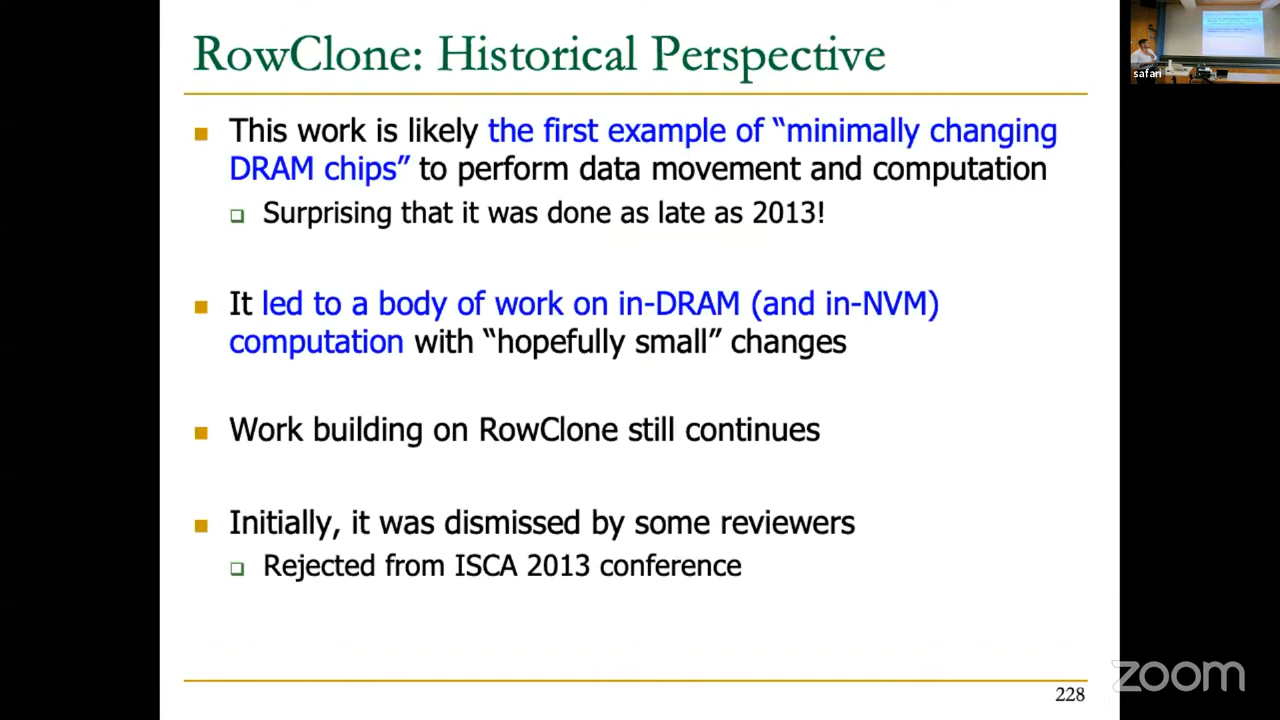 RowClone: Historical Perspective
safari
This work is likely the first example of “minimally changing
DRAM chips” to perform data movement and computation
Surprising that it was done as late as 2013!
It led to a body of work on in-DRAM (and in-NVM)
computation with “hopefully small” changes
Work building on RowClone still continues
Initially, it was dismissed by some reviewers
Rejected from ISCA 2013 conference
228
zoom